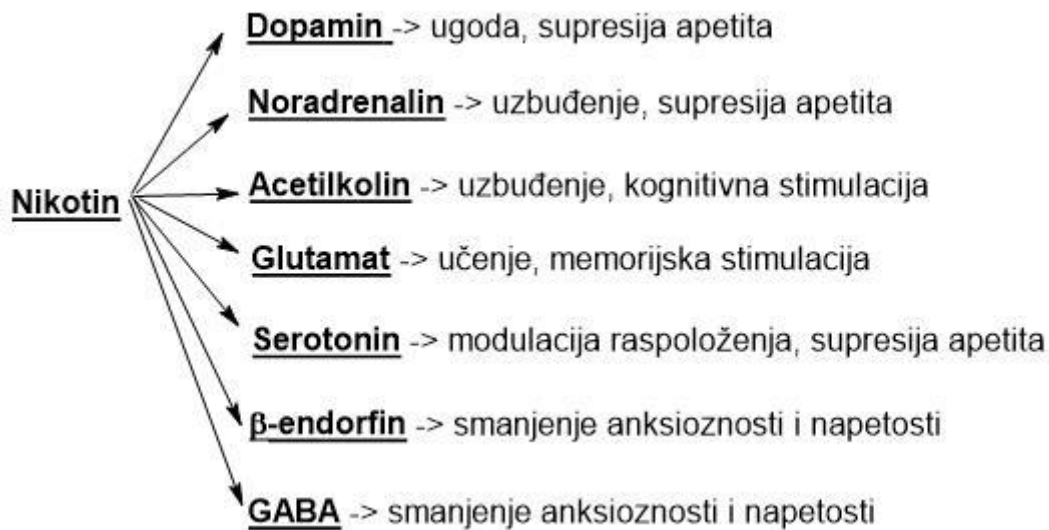 Dopamin -> ugoda, supresija apetita
Noradrenalin -> uzbuđenje, supresija apetita
Nikotin
Acetilkolin -> uzbuđenje, kognitivna stimulacija
Glutamat -> učenje, memorijska stimulacija
Serotonin -> modulacija raspoloženja, supresija apetita
β-endorfin -> smanjenje anksioznosti i napetosti
GABA -> smanjenje anksioznosti i napetosti